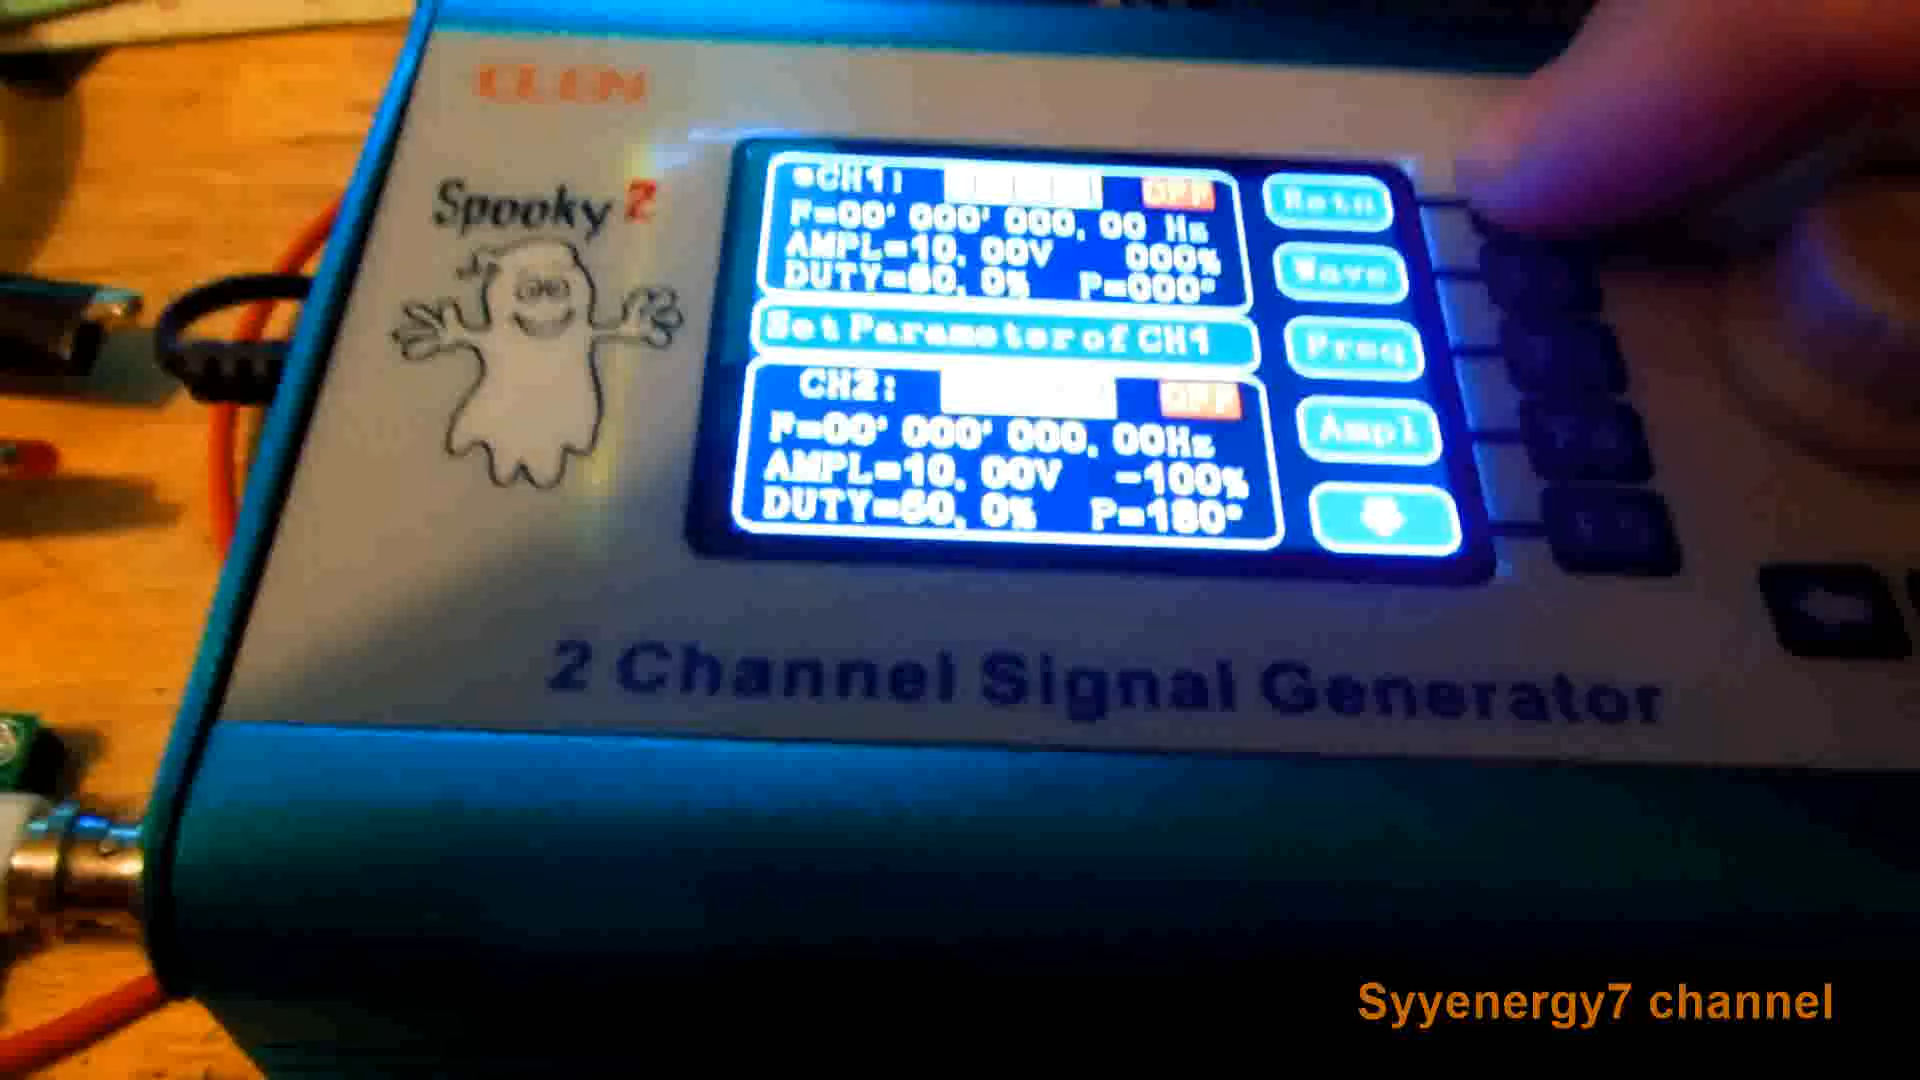 Spooky 2
CH1: OFF
F=00' 000' 000, 00 Hz
AMPL=10, 00V 000%
DUTY=50, 0% P=000°
Set Parameter of CH1
CH2: OFF
F=00' 000' 000, 00Hz
AMPL=10, 00V -100%
DUTY=50, 0% P=180°
Retn
Wave
Freq
Ampl
2 Channel Signal Generator
Syyenergy7 channel